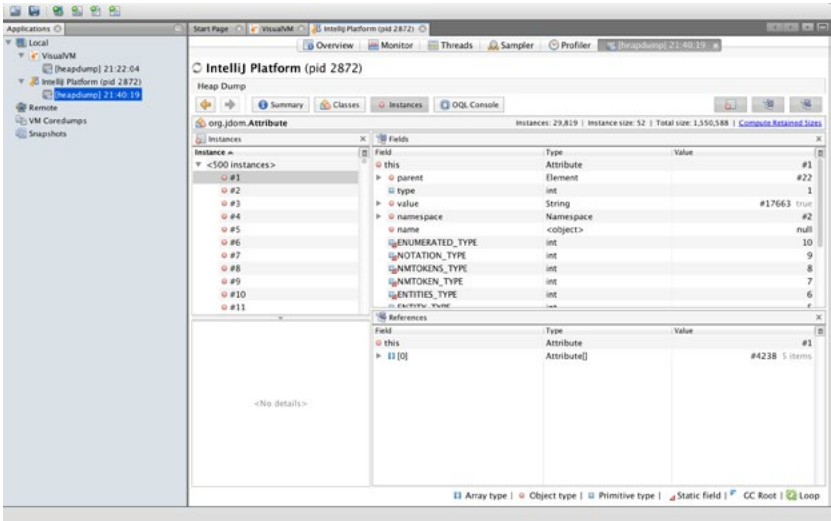 Applications
Start Page VisualVM Intellij Platform (pid 2872)
Local
VisualVM
[heapdump] 21:22:04
Intellij Platform (pid 2872)
[heapdump] 21:40:19
Remote
VM Coredumps
Snapshots
Overview Monitor Threads Sampler Profiler [heapdump] 21:40:19
IntelliJ Platform (pid 2872)
Heap Dump
Summary Classes Instances OQL Console
org.jdom.Attribute
Instances: 29,819 | Instance size: 52 | Total size: 1,550,588 | Compute Retained Sizes
Instances
Instance
<500 instances>
#1
#2
#3
#4
#5
#6
#7
#8
#9
#10
#11
Fields
Field Type Value
this Attribute #1
parent Element #22
type int 1
value String #17663 true
namespace Namespace #2
name <object> null
ENUMERATED_TYPE int 10
NOTATION_TYPE int 9
NMTOKENS_TYPE int 8
NMTOKEN_TYPE int 7
ENTITIES_TYPE int 6
ENTITY_TYPE int 5
<No details>
References
Field Type Value
this Attribute #1
[0] Attribute[] #4238 5 items
Array type | Object type | Primitive type | Static field | GC Root | Loop